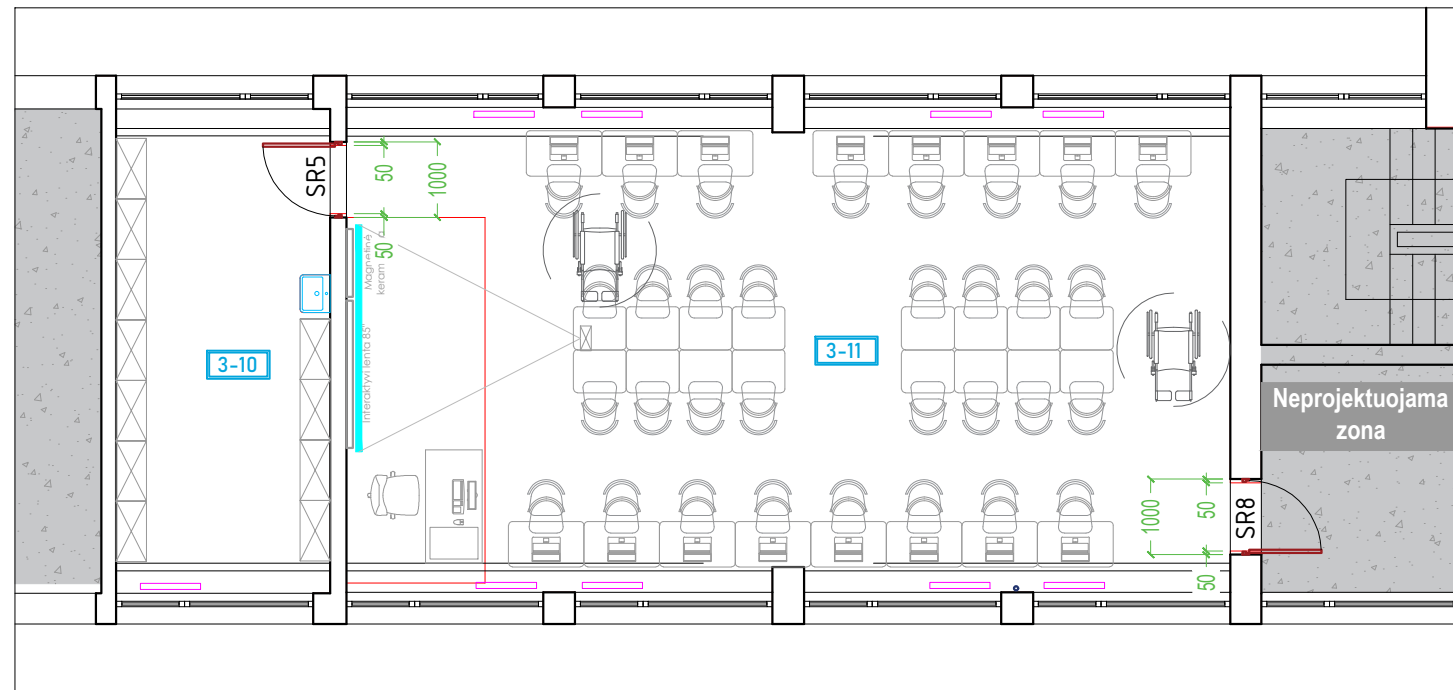 SR5
50
1000
50
Magnetinė
keram
a
Interaktyvi lenta 85"
3-10
3-11
Neprojektuojama
zona
1000
50
SR8
50